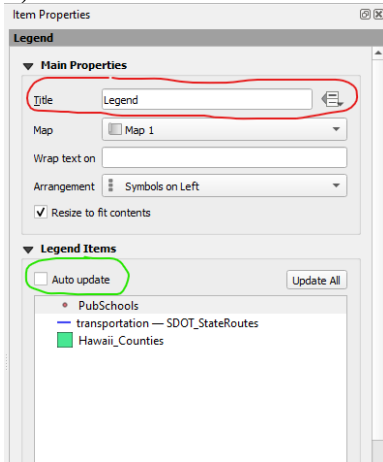 Item Properties
Legend
Main Properties
Title Legend
Map Map 1
Wrap text on
Arrangement Symbols on Left
Resize to fit contents
Legend Items
Auto update Update All
PubSchools
transportation — SDOT_StateRoutes
Hawaii_Counties